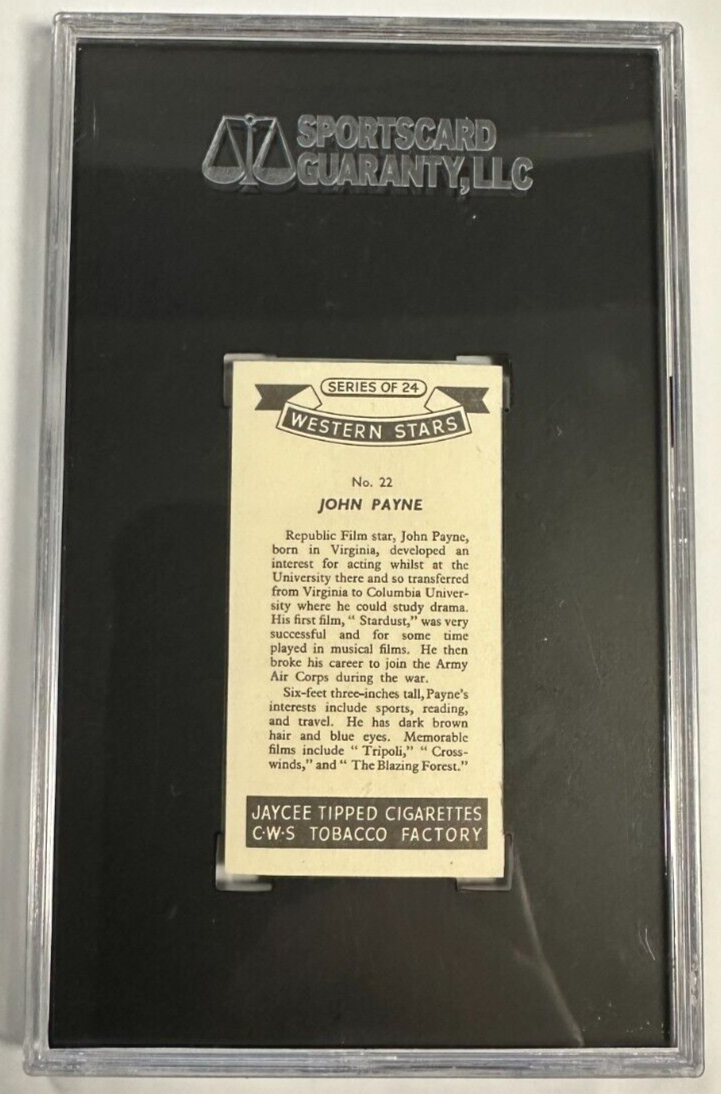 SPORTSCARD
GUARANTY, LLC
SERIES OF 24
WESTERN STARS
No. 22
JOHN PAYNE
Republic Film star, John Payne,
born in Virginia, developed an
interest for acting whilst at the
University there and so transferred
from Virginia to Columbia Univer-
sity where he could study drama.
His first film, “ Stardust,” was very
successful and for some time
played in musical films. He then
broke his career to join the Army
Air Corps during the war.
Six-feet three-inches tall, Payne's
interests include sports, reading,
and travel. He has dark brown
hair and blue eyes. Memorable
films include “ Tripoli,” “ Cross-
winds,” and “ The Blazing Forest.”
JAYCEE TIPPED CIGARETTES
C·W·S TOBACCO FACTORY